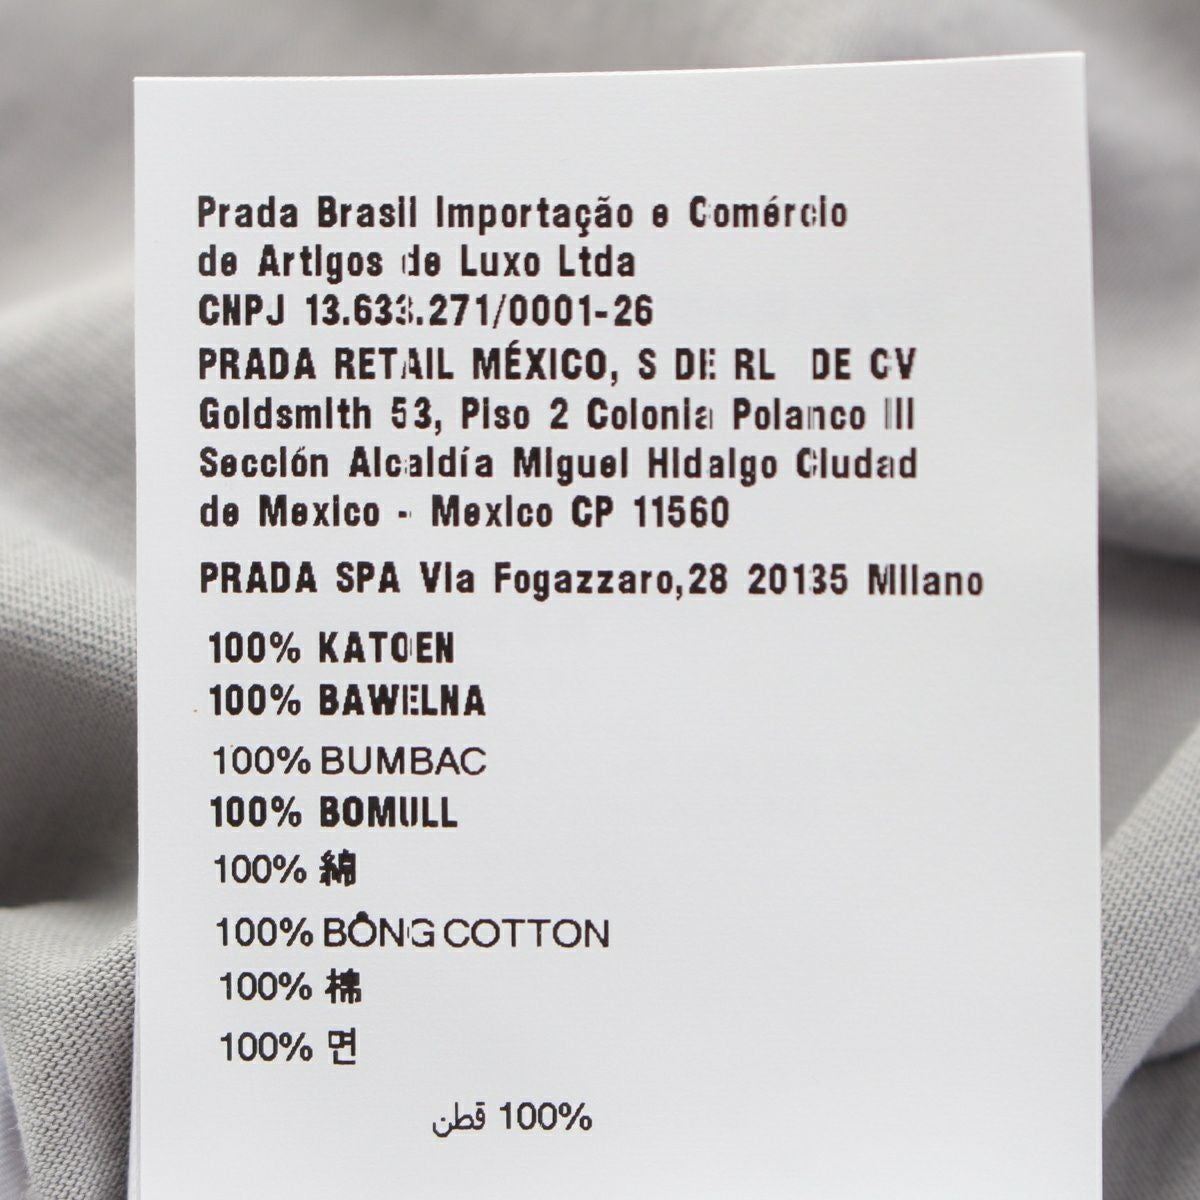 Prada Brasil Importação e Comércio
de Artigos de Luxo Ltda
CNPJ 13.633.271/0001-26
PRADA RETAIL MÉXICO, S DE RL DE CV
Goldsmith 53, Piso 2 Colonia Polanco III
Sección Alcaldía Miguel Hidalgo Ciudad
de Mexico - Mexico CP 11560
PRADA SPA Via Fogazzaro,28 20135 Milano
100% KATOEN
100% BAWELNA
100% BUMBAC
100% BOMULL
100% 綿
100% BÔNG COTTON
100% 棉
100% 면
100% قطن